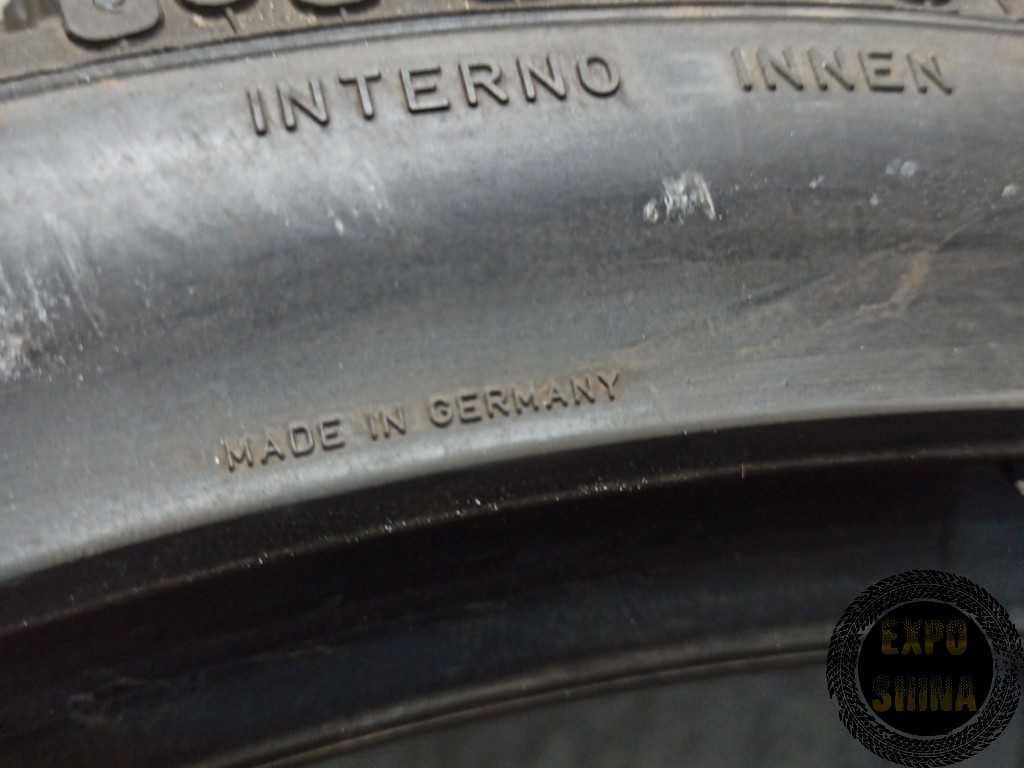 INTERNO INNEN
MADE IN GERMANY
EXPO
SHINA